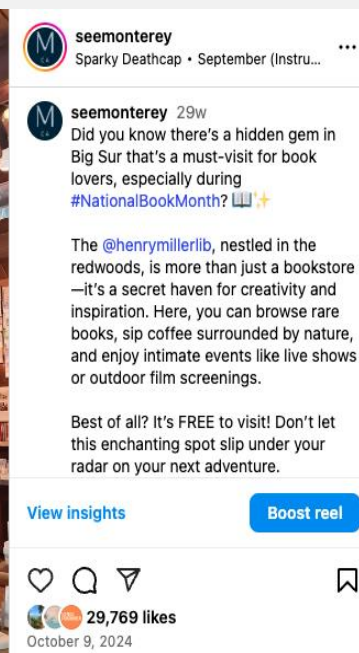 seemonterey
Sparky Deathcap • September (Instru...
seemonterey 29w
Did you know there's a hidden gem in
Big Sur that's a must-visit for book
lovers, especially during
#NationalBookMonth? 📖✨
The @henrymillerlib, nestled in the
redwoods, is more than just a bookstore
—it's a secret haven for creativity and
inspiration. Here, you can browse rare
books, sip coffee surrounded by nature,
and enjoy intimate events like live shows
or outdoor film screenings.
Best of all? It's FREE to visit! Don't let
this enchanting spot slip under your
radar on your next adventure.
View insights
Boost reel
29,769 likes
October 9, 2024